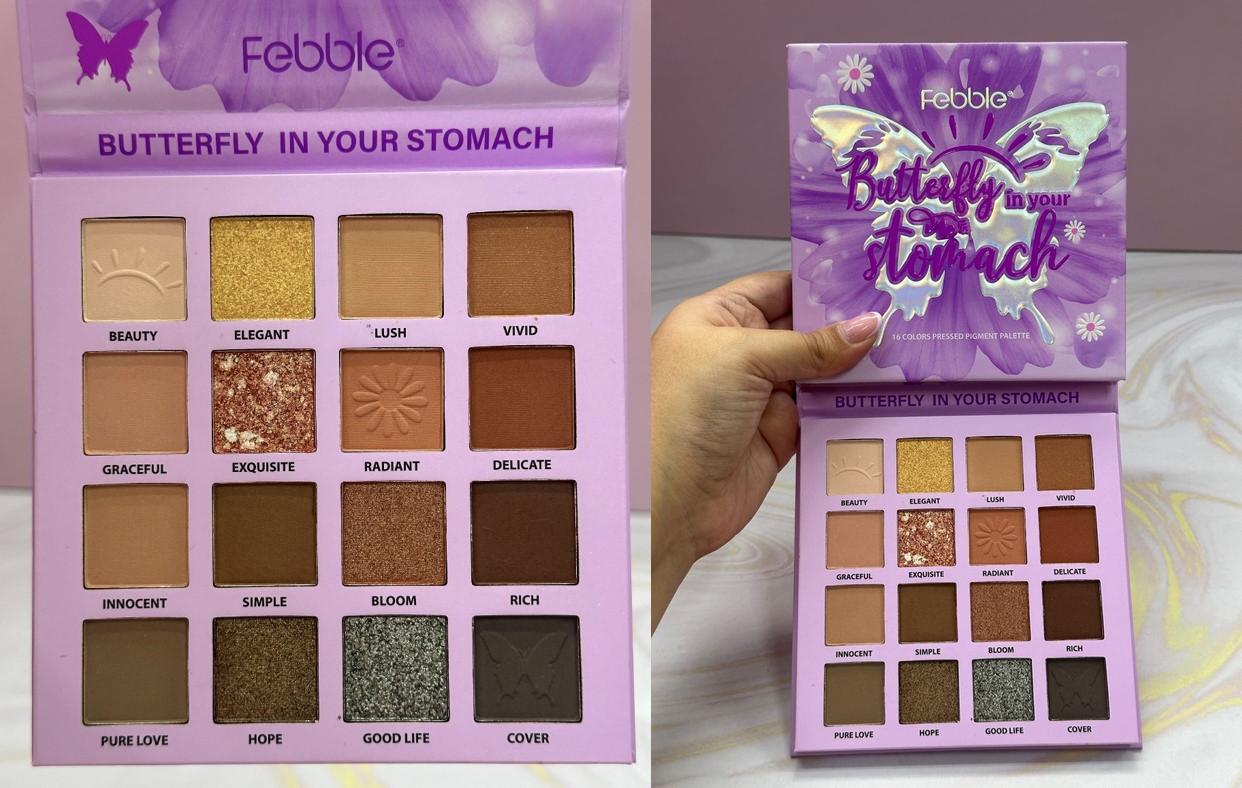 Febble®
BUTTERFLY IN YOUR STOMACH
BEAUTY ELEGANT LUSH VIVID
GRACEFUL EXQUISITE RADIANT DELICATE
INNOCENT SIMPLE BLOOM RICH
PURE LOVE HOPE GOOD LIFE COVER
Febble®
Butterfly in your
stomach
16 COLORS PRESSED PIGMENT PALETTE
BUTTERFLY IN YOUR STOMACH
BEAUTY ELEGANT LUSH VIVID
GRACEFUL EXQUISITE RADIANT DELICATE
INNOCENT SIMPLE BLOOM RICH
PURE LOVE HOPE GOOD LIFE COVER